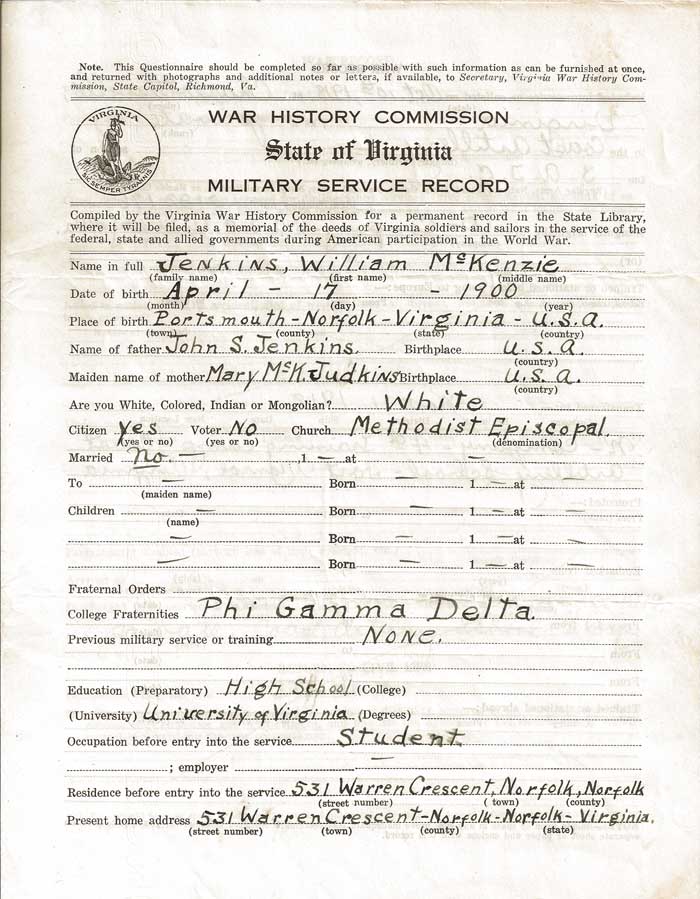 Note. This Questionnaire should be completed so far as possible with such information as can be furnished at once,
and returned with photographs and additional notes or letters, if available, to Secretary, Virginia War History Com-
mission, State Capitol, Richmond, Va.
VIRGINIA
SIC SEMPER TYRANNIS
WAR HISTORY COMMISSION
State of Virginia
MILITARY SERVICE RECORD
Compiled by the Virginia War History Commission for a permanent record in the State Library,
where it will be filed, as a memorial of the deeds of Virginia soldiers and sailors in the service of the
federal, state and allied governments during American participation in the World War.
Name in full Jenkins, William McKenzie
(family name) (first name) (middle name)
Date of birth April - 17 - 1900
(month) (day) (year)
Place of birth Portsmouth - Norfolk - Virginia - U.S.A.
(town) (county) (state) (country)
Name of father John S. Jenkins. Birthplace U.S.A.
(country)
Maiden name of mother Mary McK. Judkins Birthplace U.S.A.
(country)
Are you White, Colored, Indian or Mongolian? White
Citizen Yes Voter No Church Methodist Episcopal.
(yes or no) (yes or no) (denomination)
Married No. — , 1 — at —
To — Born — 1 — at —
(maiden name)
Children — Born — 1 — at —
(name)
— Born — 1 — at —
— Born — 1 — at —
Fraternal Orders
College Fraternities Phi Gamma Delta.
Previous military service or training None.
Education (Preparatory) High School (College)
(University) University of Virginia (Degrees)
Occupation before entry into the service Student
; employer —
Residence before entry into the service 531 Warren Crescent, Norfolk, Norfolk
(street number) (town) (county)
Present home address 531 Warren Crescent - Norfolk - Norfolk - Virginia.
(street number) (town) (county) (state)